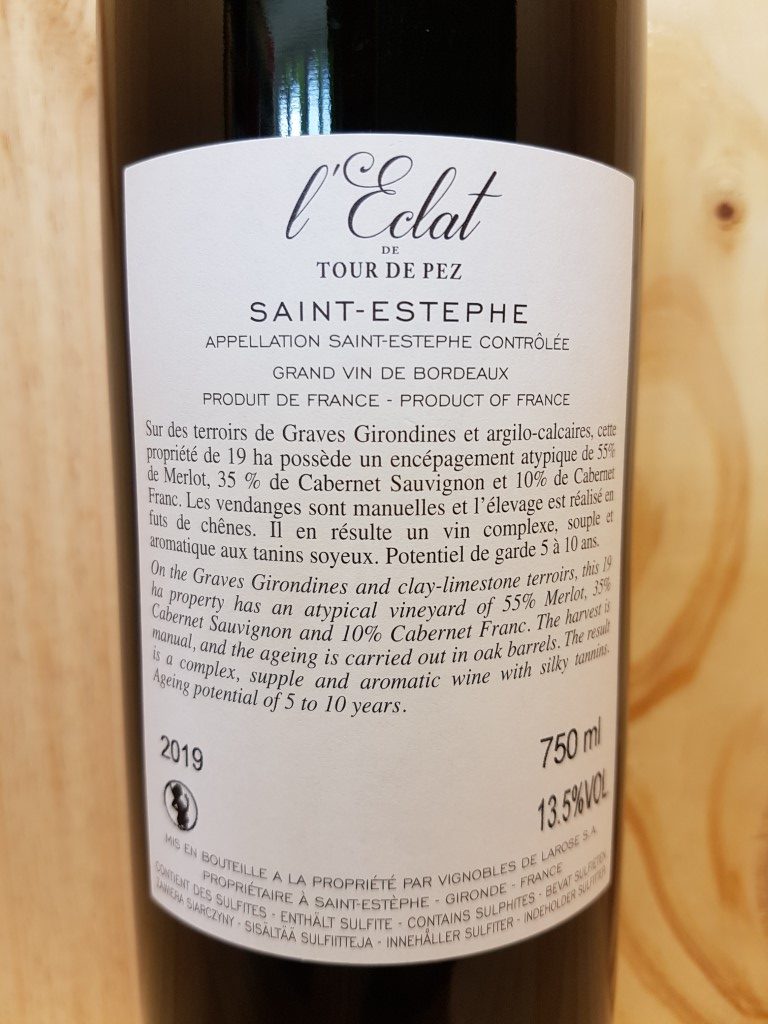 l'Eclat
DE
TOUR DE PEZ
SAINT-ESTEPHE
APPELLATION SAINT-ESTEPHE CONTRÔLÉE
GRAND VIN DE BORDEAUX
PRODUIT DE FRANCE - PRODUCT OF FRANCE
Sur des terroirs de Graves Girondines et argilo-calcaires, cette
propriété de 19 ha possède un encépagement atypique de 55%
de Merlot, 35 % de Cabernet Sauvignon et 10% de Cabernet
Franc. Les vendanges sont manuelles et l'élevage est réalisé en
futs de chênes. Il en résulte un vin complexe, souple et
aromatique aux tanins soyeux. Potentiel de garde 5 à 10 ans.
On the Graves Girondines and clay-limestone terroirs, this 19
ha property has an atypical vineyard of 55% Merlot, 35%
Cabernet Sauvignon and 10% Cabernet Franc. The harvest is
manual, and the ageing is carried out in oak barrels. The result
is a complex, supple and aromatic wine with silky tannins.
Ageing potential of 5 to 10 years.
2019
750 ml
13.5%VOL
MIS EN BOUTEILLE A LA PROPRIÉTÉ PAR VIGNOBLES DE LAROSE S.A.
PROPRIÉTAIRE À SAINT-ESTÈPHE - GIRONDE - FRANCE
CONTIENT DES SULFITES - ENTHÄLT SULFITE - CONTAINS SULPHITES - BEVAT SULFIETEN
ZAWIERA SIARCZYNY - SISÄLTÄÄ SULFIITTEJA - INNEHÅLLER SULFITER - INDEHOLDER SULFITTER